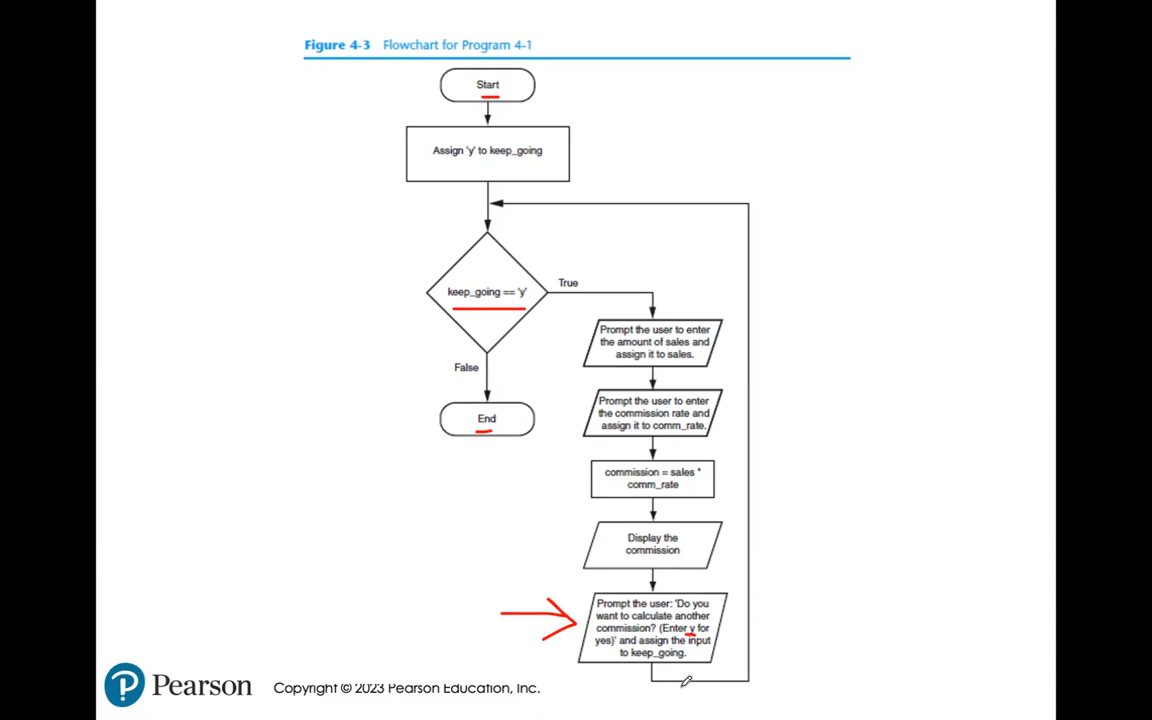 Figure 4-3 Flowchart for Program 4-1
Start
Assign 'y' to keep_going
keep_going == 'y'
True
False
End
Prompt the user to enter
the amount of sales and
assign it to sales.
Prompt the user to enter
the commission rate and
assign it to comm_rate.
commission = sales *
comm_rate
Display the
commission
Prompt the user: 'Do you
want to calculate another
commission? (Enter y for
yes)' and assign the input
to keep_going.
Pearson
Copyright © 2023 Pearson Education, Inc.